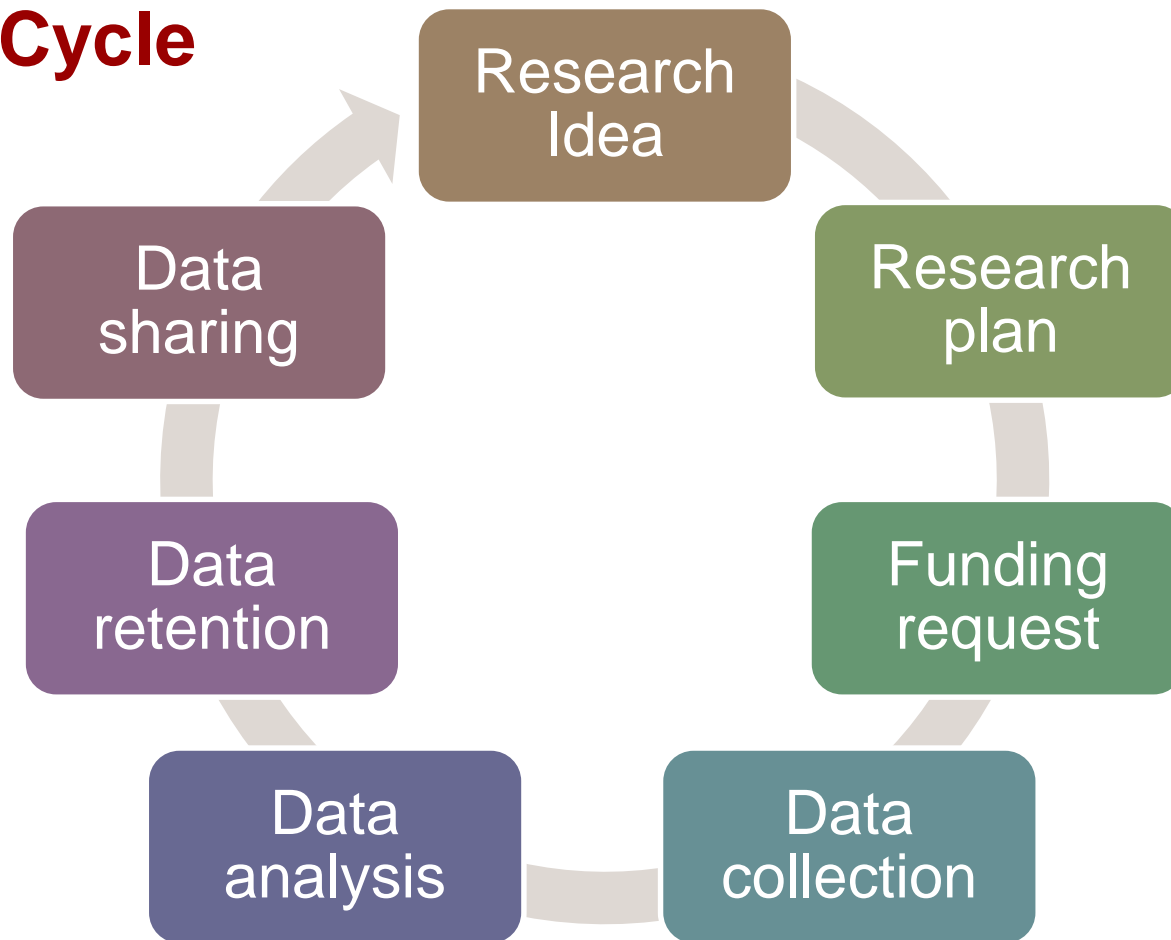 Cycle
Research
Idea
Research
plan
Funding
request
Data
collection
Data
analysis
Data
retention
Data
sharing